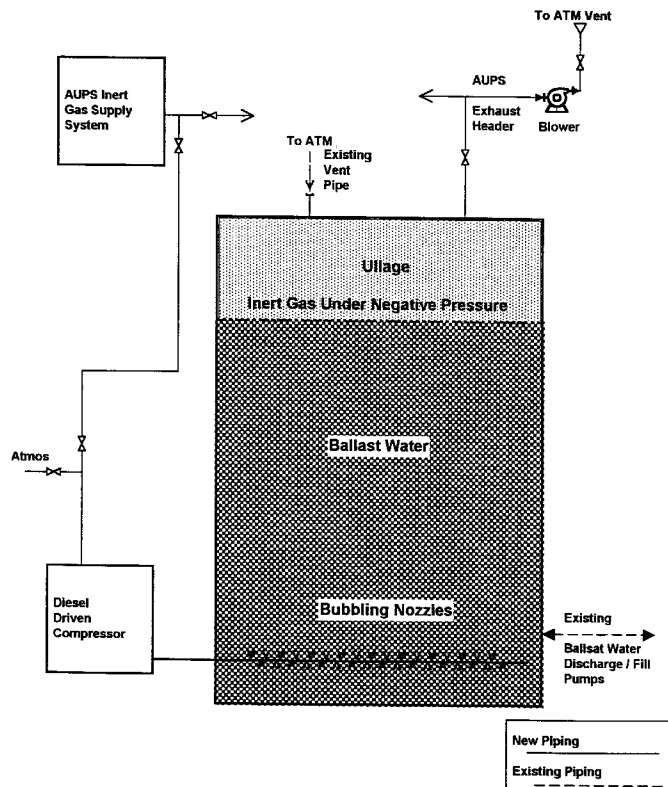 To ATM Vent
AUPS Inert
Gas Supply
System
AUPS
Exhaust
Header
Blower
To ATM
Existing
Vent
Pipe
Ullage
Inert Gas Under Negative Pressure
Ballast Water
Atmos
Diesel
Driven
Compressor
Bubbling Nozzles
Existing
Ballsat Water
Discharge / Fill
Pumps
New Piping
Existing Piping